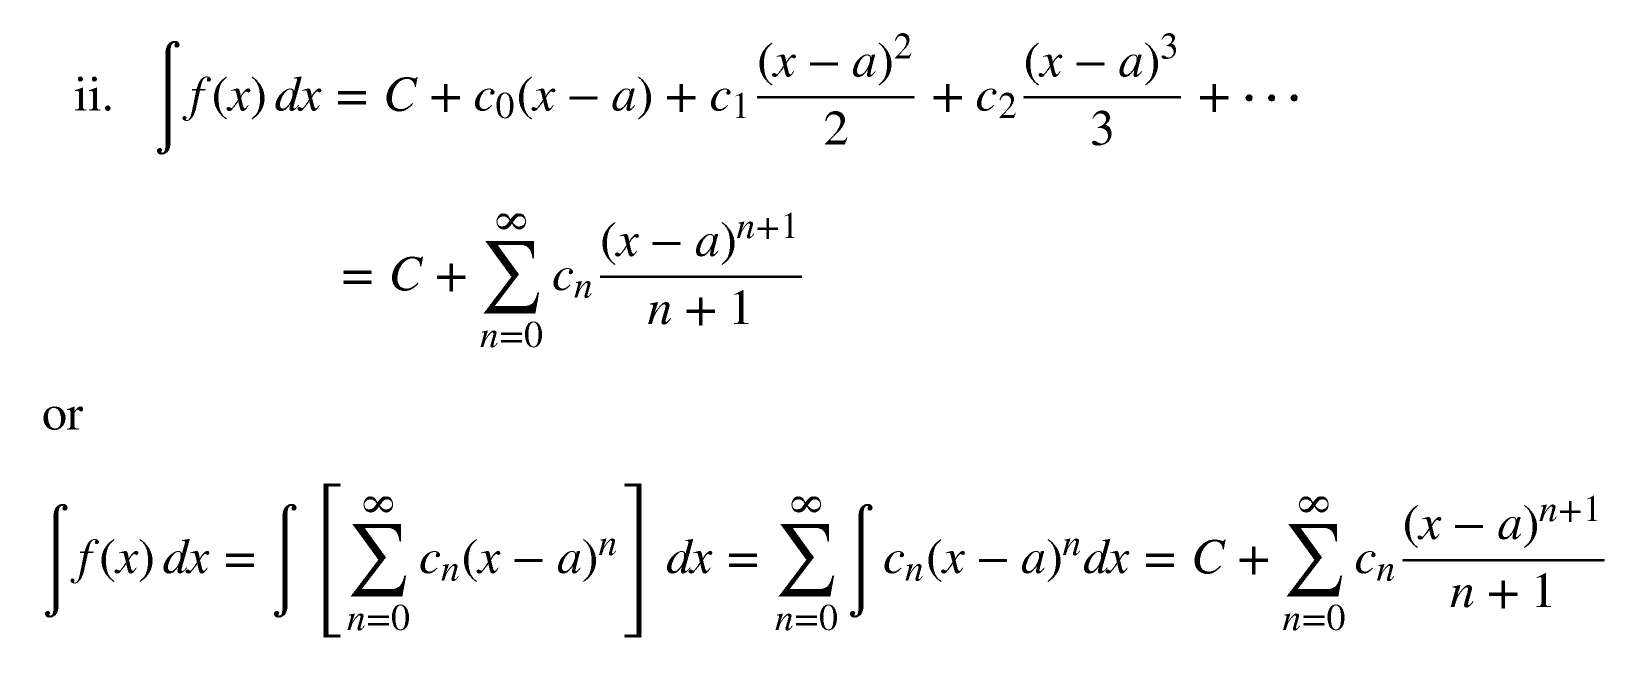 ii. ∫f(x) dx = C + c₀(x − a) + c₁ (x − a)²/2 + c₂ (x − a)³/3 + ⋯
= C + ∑_{n=0}^{∞} cₙ (x − a)ⁿ⁺¹/(n + 1)
or
∫f(x) dx = ∫ [∑_{n=0}^{∞} cₙ(x − a)ⁿ] dx = ∑_{n=0}^{∞} ∫cₙ(x − a)ⁿdx = C + ∑_{n=0}^{∞} cₙ (x − a)ⁿ⁺¹/(n + 1)